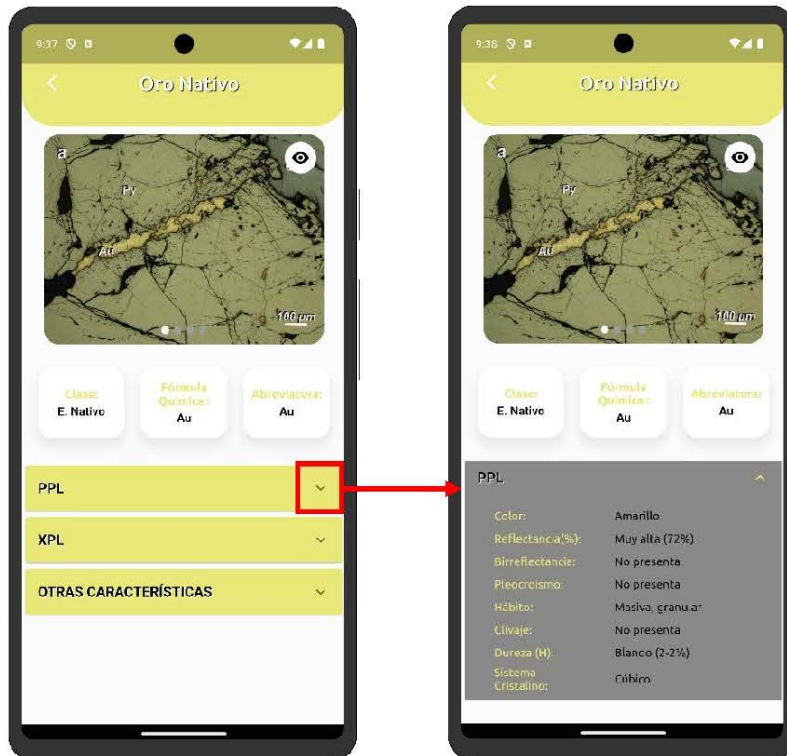 9:37
Oro Nativo
a
Py
Au
100 µm
Clase:
E. Nativo
Fórmula
Química:
Au
Abreviatura:
Au
PPL
XPL
OTRAS CARACTERÍSTICAS
9:38
Oro Nativo
a
Py
Au
100 µm
Clase:
E. Nativo
Fórmula
Química:
Au
Abreviatura:
Au
PPL
Color: Amarillo
Reflectancia(%): Muy alta (72%)
Birreflectancia: No presenta
Pleocroismo: No presenta
Hábito: Masiva, granular
Clivaje: No presenta
Dureza (H): Blando (2-2½)
Sistema
Cristalino: Cúbico